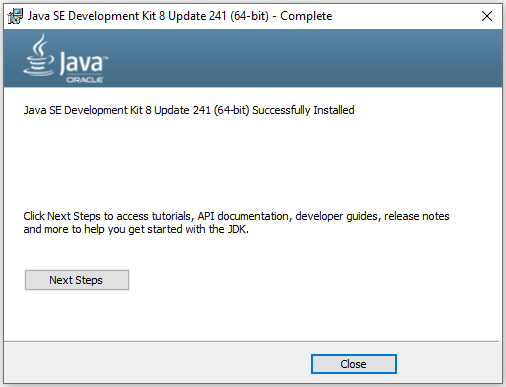 Java SE Development Kit 8 Update 241 (64-bit) - Complete
Java™
ORACLE
Java SE Development Kit 8 Update 241 (64-bit) Successfully Installed
Click Next Steps to access tutorials, API documentation, developer guides, release notes
and more to help you get started with the JDK.
Next Steps
Close